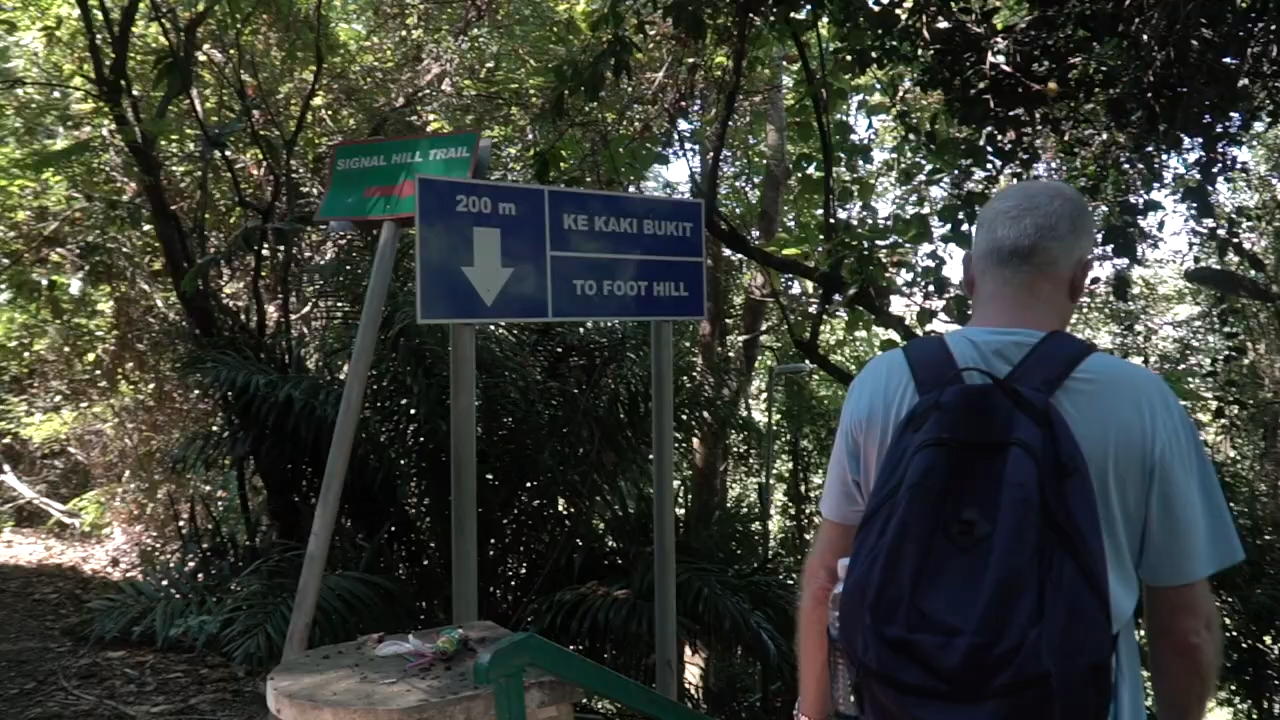 SIGNAL HILL TRAIL
200 m
KE KAKI BUKIT
TO FOOT HILL